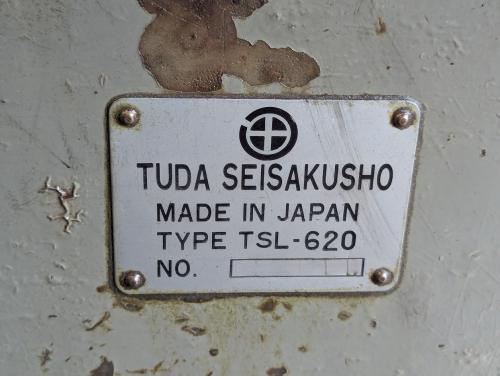 TUDA SEISAKUSHO
MADE IN JAPAN
TYPE TSL-620
NO.